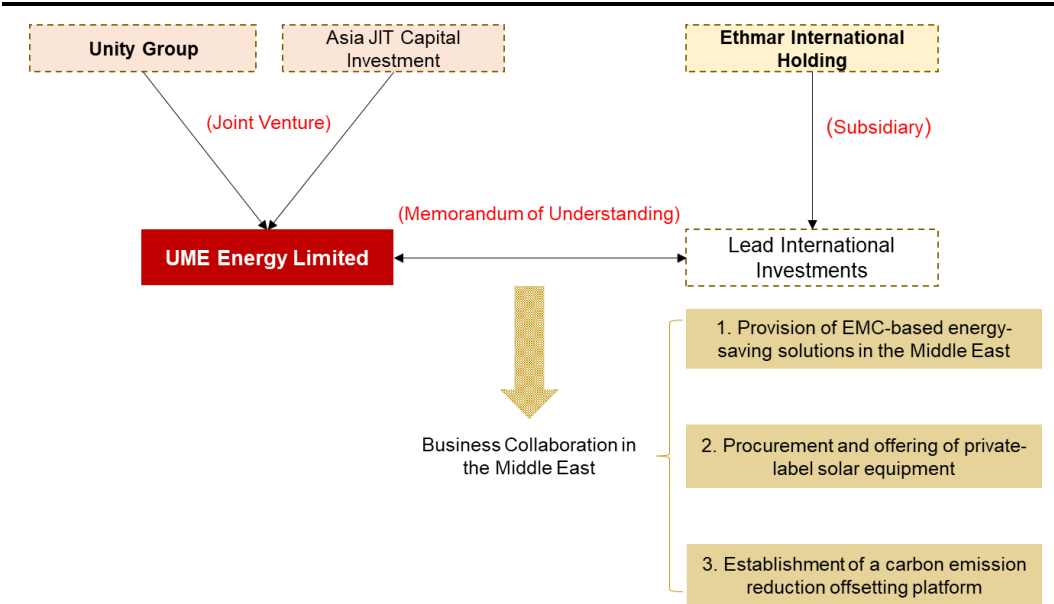 Unity Group
Asia JIT Capital
Investment
Ethmar International
Holding
(Joint Venture)
(Subsidiary)
(Memorandum of Understanding)
UME Energy Limited
Lead International
Investments
1. Provision of EMC-based energy-
saving solutions in the Middle East
Business Collaboration in
the Middle East
2. Procurement and offering of private-
label solar equipment
3. Establishment of a carbon emission
reduction offsetting platform